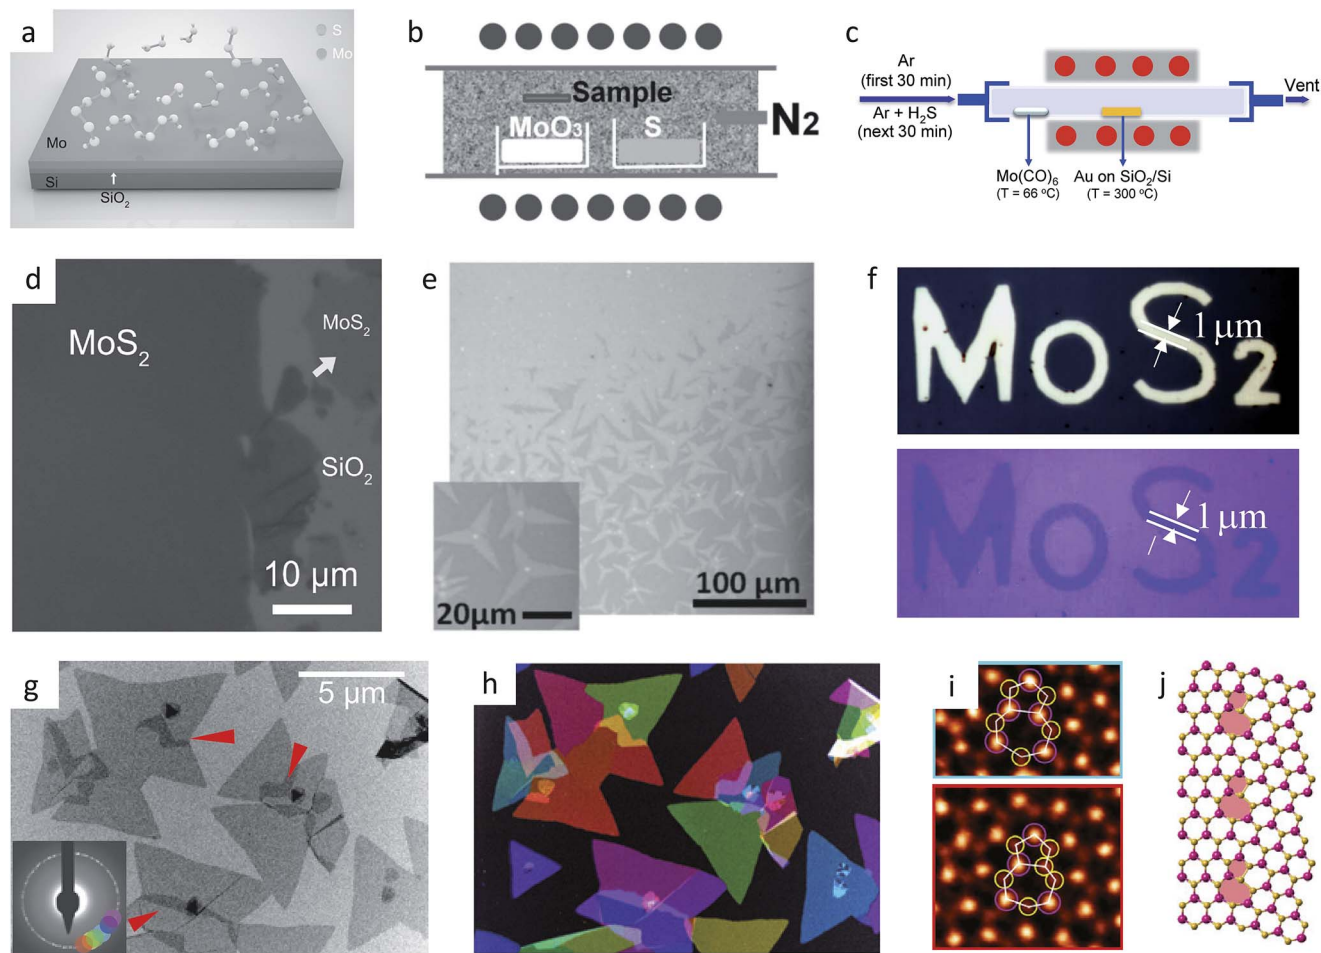 a
S
Mo
Mo
Si
SiO2
b
Sample
MoO3
S
N2
c
Ar
(first 30 min)
Ar + H2S
(next 30 min)
Vent
Mo(CO)6
(T = 66 ºC)
Au on SiO2/Si
(T = 300 ºC)
d
MoS2
MoS2
SiO2
10 µm
e
20µm
100 µm
f
MoS2
1 µm
MoS2
1 µm
g
5 µm
h
i
j